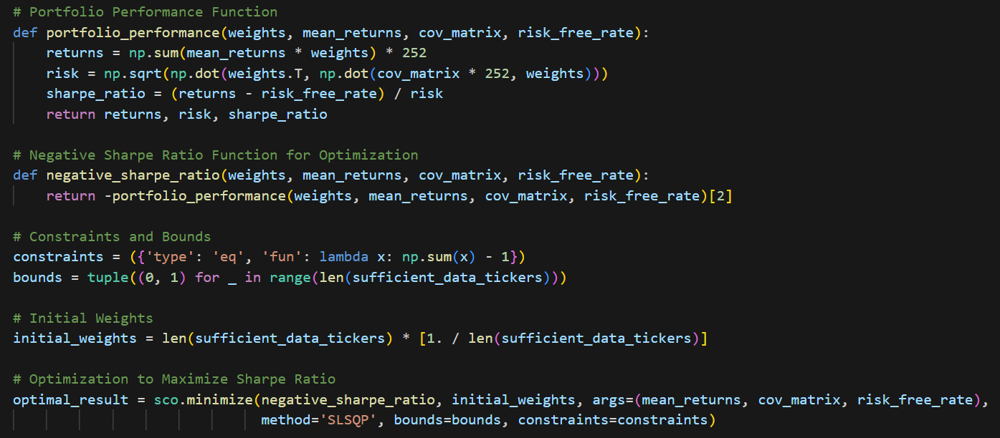 # Portfolio Performance Function
def portfolio_performance(weights, mean_returns, cov_matrix, risk_free_rate):
    returns = np.sum(mean_returns * weights) * 252
    risk = np.sqrt(np.dot(weights.T, np.dot(cov_matrix * 252, weights)))
    sharpe_ratio = (returns - risk_free_rate) / risk
    return returns, risk, sharpe_ratio

# Negative Sharpe Ratio Function for Optimization
def negative_sharpe_ratio(weights, mean_returns, cov_matrix, risk_free_rate):
    return -portfolio_performance(weights, mean_returns, cov_matrix, risk_free_rate)[2]

# Constraints and Bounds
constraints = ({'type': 'eq', 'fun': lambda x: np.sum(x) - 1})
bounds = tuple((0, 1) for _ in range(len(sufficient_data_tickers)))

# Initial Weights
initial_weights = len(sufficient_data_tickers) * [1. / len(sufficient_data_tickers)]

# Optimization to Maximize Sharpe Ratio
optimal_result = sco.minimize(negative_sharpe_ratio, initial_weights, args=(mean_returns, cov_matrix, risk_free_rate),
                              method='SLSQP', bounds=bounds, constraints=constraints)